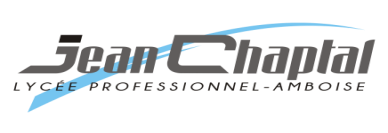 Jean Chaptal
LYCÉE PROFESSIONNEL-AMBOISE